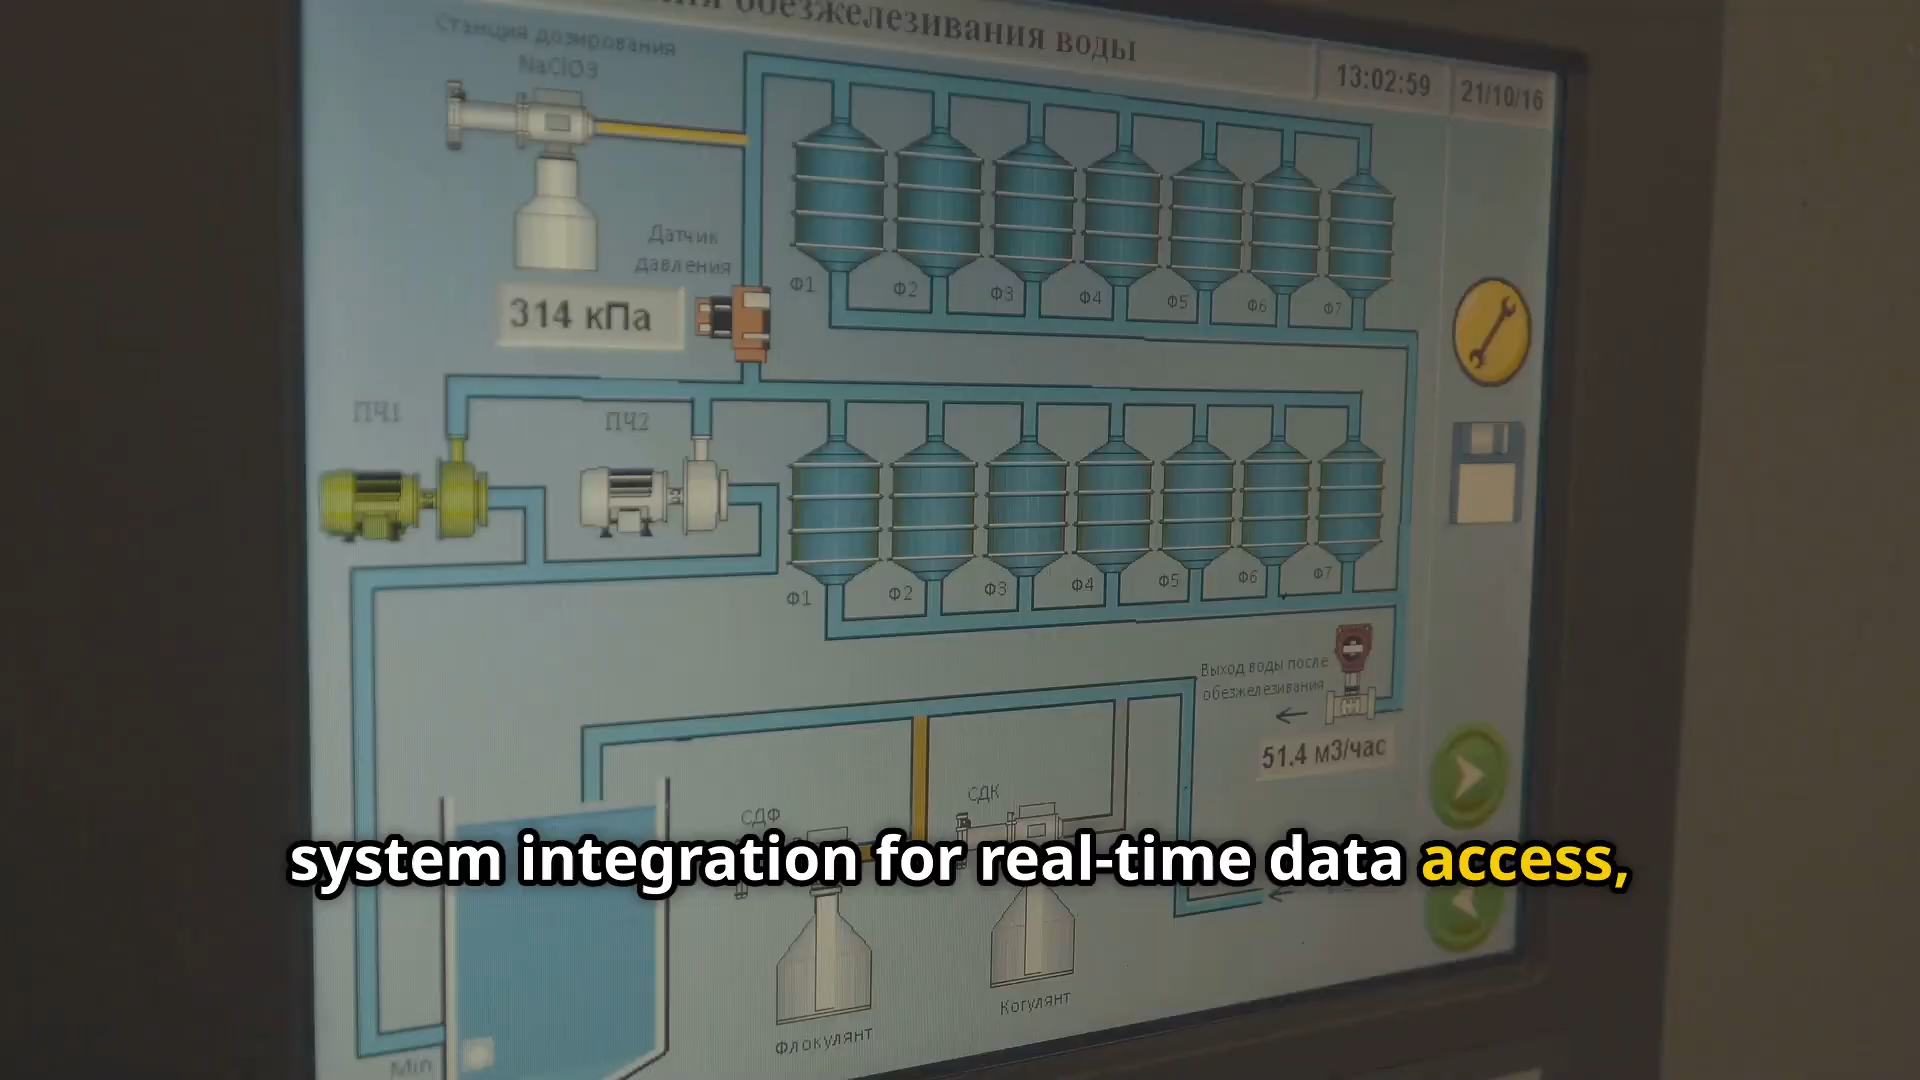 обезжелезивания воды
13:02:59
21/10/16
Станция дозирования
NaClO3
Датчик
давления
314 кПа
Ф1
Ф2
Ф3
Ф4
Ф5
Ф6
Ф7
ПЧ1
ПЧ2
Ф1
Ф2
Ф3
Ф4
Ф5
Ф6
Ф7
Выход воды после
обезжелезивания
51.4 м3/час
СДФ
СДК
system integration for real-time data access,
Когулянт
Флокулянт
Min